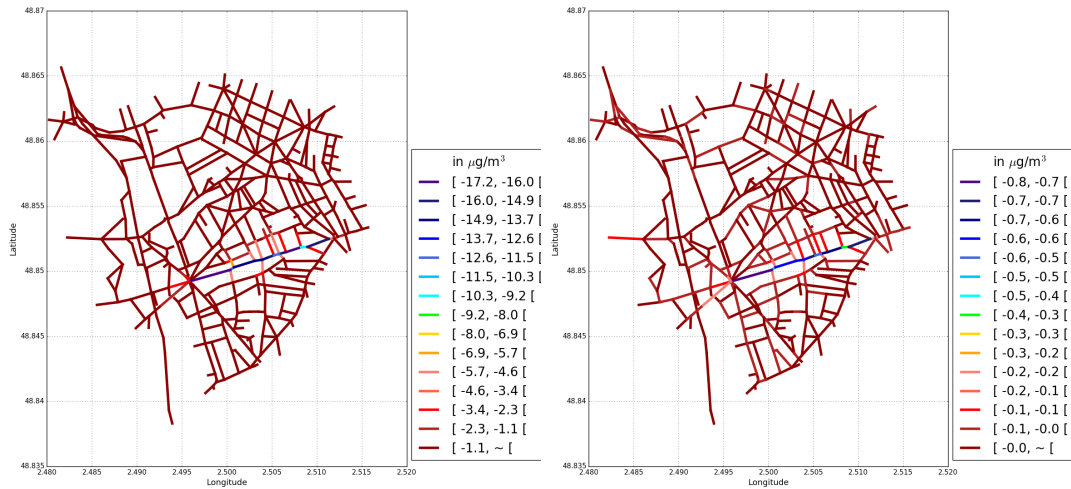 48.87
48.865
48.86
48.855
48.85
48.845
48.84
48.835
2.480 2.485 2.490 2.495 2.500 2.505 2.510 2.515 2.520
Longitude
Latitude
in μg/m³
[ -17.2, -16.0 [
[ -16.0, -14.9 [
[ -14.9, -13.7 [
[ -13.7, -12.6 [
[ -12.6, -11.5 [
[ -11.5, -10.3 [
[ -10.3, -9.2 [
[ -9.2, -8.0 [
[ -8.0, -6.9 [
[ -6.9, -5.7 [
[ -5.7, -4.6 [
[ -4.6, -3.4 [
[ -3.4, -2.3 [
[ -2.3, -1.1 [
[ -1.1, ~ [
48.87
48.865
48.86
48.855
48.85
48.845
48.84
48.835
2.480 2.485 2.490 2.495 2.500 2.505 2.510 2.515 2.520
Longitude
Latitude
in μg/m³
[ -0.8, -0.7 [
[ -0.7, -0.7 [
[ -0.7, -0.6 [
[ -0.6, -0.6 [
[ -0.6, -0.5 [
[ -0.5, -0.5 [
[ -0.5, -0.4 [
[ -0.4, -0.3 [
[ -0.3, -0.3 [
[ -0.3, -0.2 [
[ -0.2, -0.2 [
[ -0.2, -0.1 [
[ -0.1, -0.1 [
[ -0.1, -0.0 [
[ -0.0, ~ [